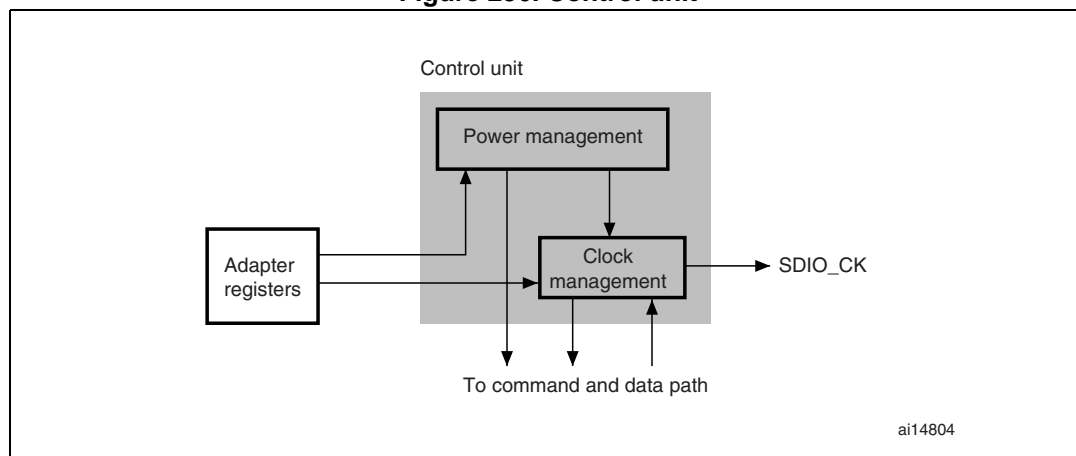 Control unit
Power management
Adapter
registers
Clock
management
SDIO_CK
To command and data path
ai14804